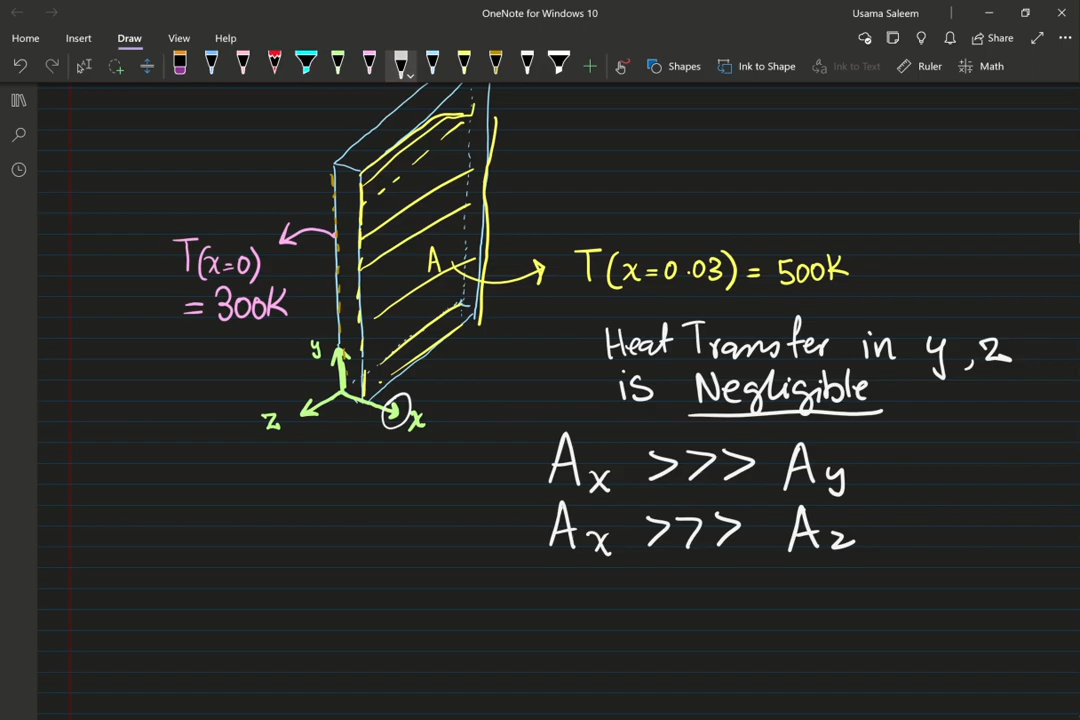 OneNote for Windows 10
Usama Saleem
Home Insert Draw View Help
Share
Shapes Ink to Shape Ink to Text Ruler Math
T(x=0)
= 300K
A
T(x=0.03) = 500K
Heat Transfer in y, z
is Negligible
y
z
x
Ax >>> Ay
Ax >>> Az